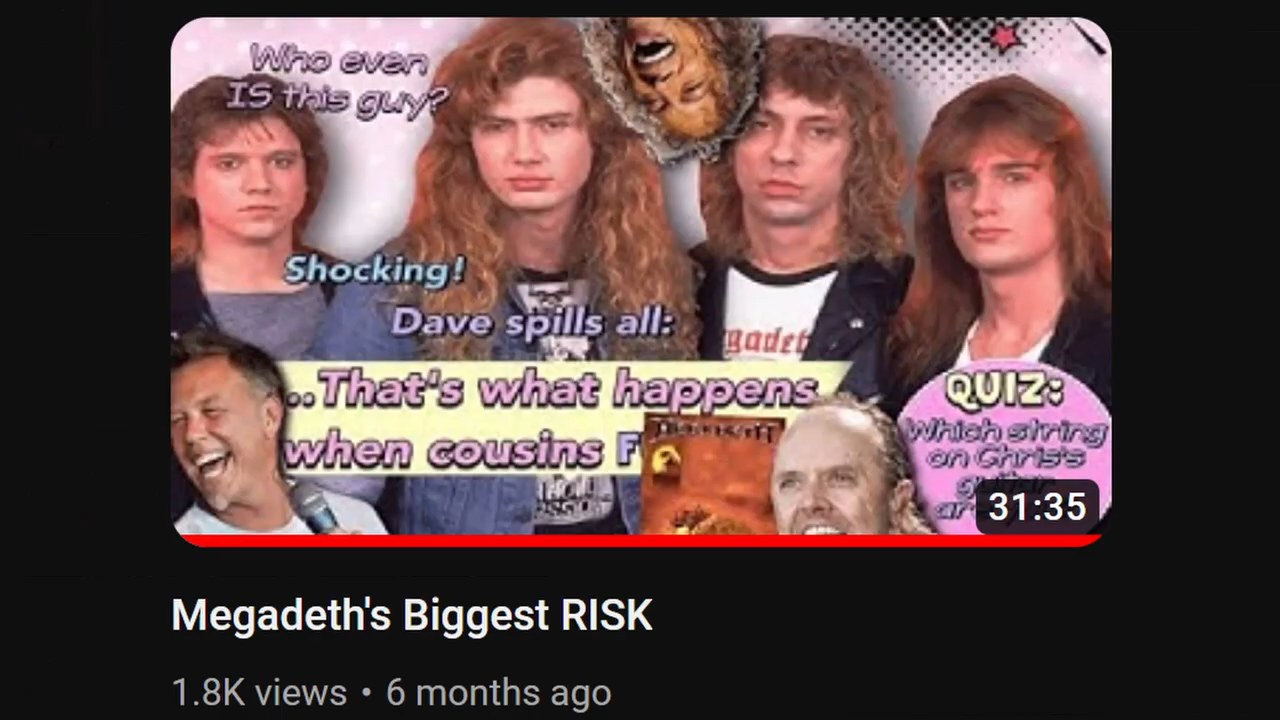 Who even
IS this guy?
Shocking!
Dave spills all:
..That's what happens
when cousins F
gadet
QUIZ:
Which string
on Chris's
31:35
Megadeth's Biggest RISK
1.8K views • 6 months ago